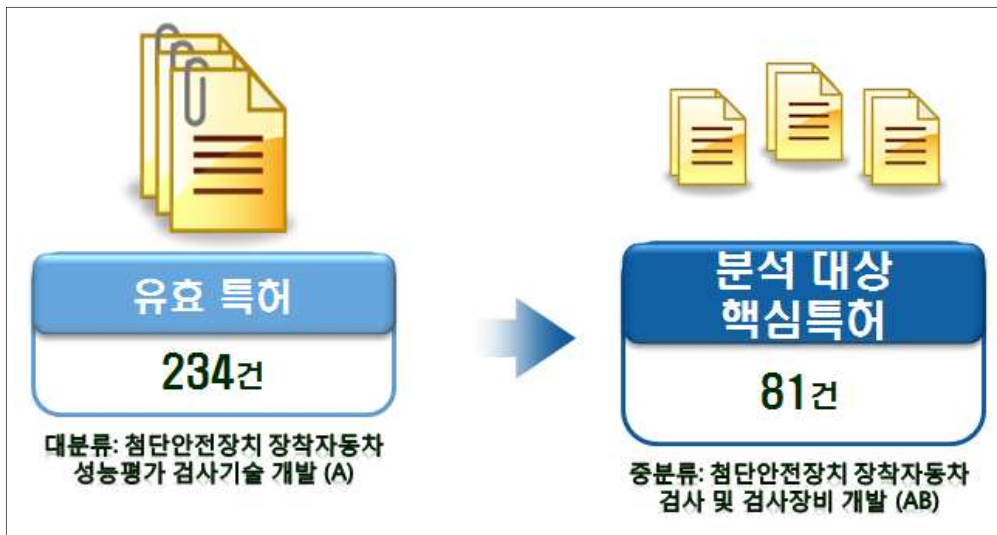 유효 특허
234건
대분류: 첨단안전장치 장착자동차
성능평가 검사기술 개발 (A)
분석 대상
핵심특허
81건
중분류: 첨단안전장치 장착자동차
검사 및 검사장비 개발 (AB)